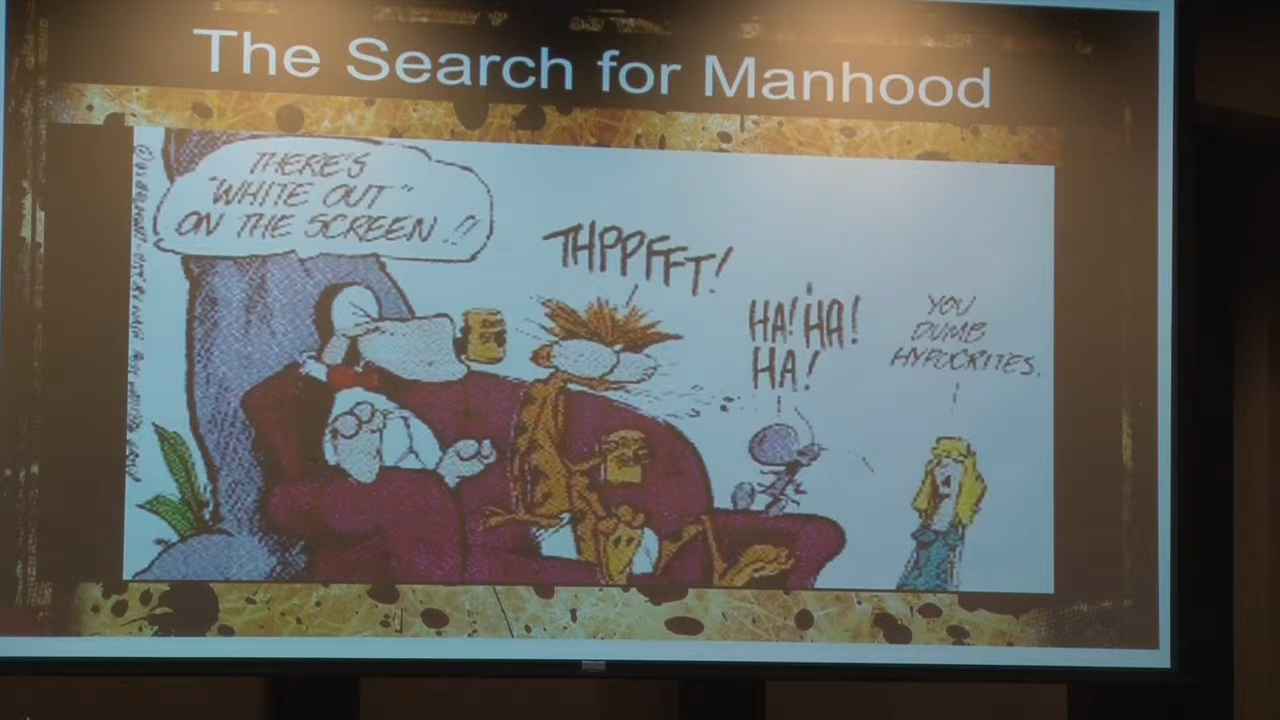 The Search for Manhood
THERE'S
"WHITE OUT"
ON THE SCREEN!!
THPPFFT!
HA! HA!
HA!
YOU
DUMB
HYPOCRITES.